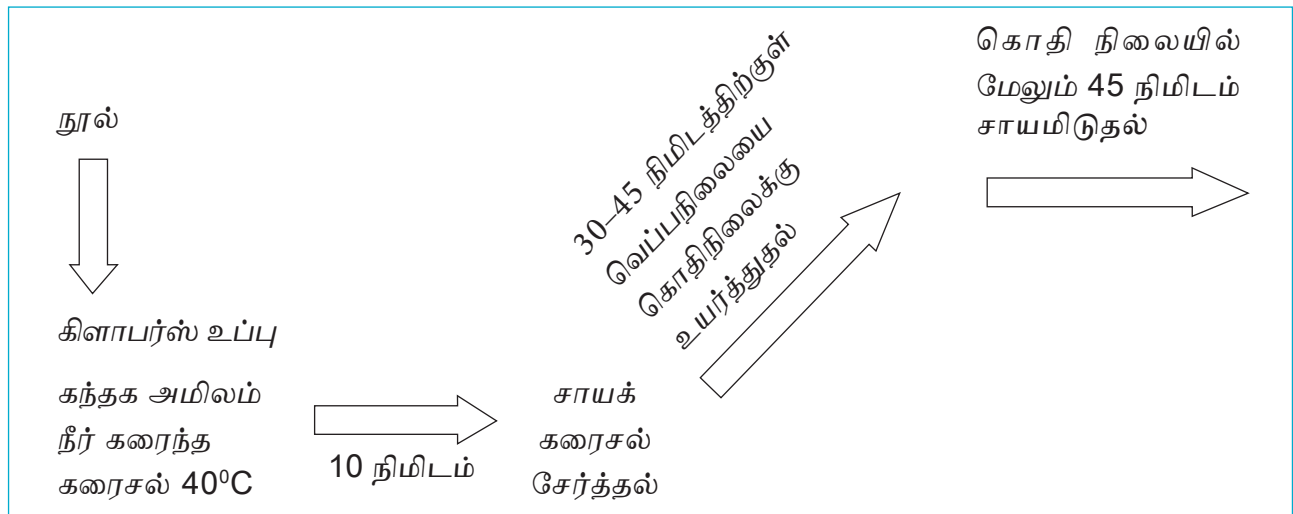 நூல்
கிளாபர்ஸ் உப்பு
கந்தக அமிலம்
நீர் கரைந்த
கரைசல் 40⁰C
10 நிமிடம்
சாயக்
கரைசல்
சேர்த்தல்
30–45 நிமிடத்திற்குள்
வெப்பநிலையை
கொதிநிலைக்கு
உயர்த்துதல்
கொதி நிலையில்
மேலும் 45 நிமிடம்
சாயமிடுதல்